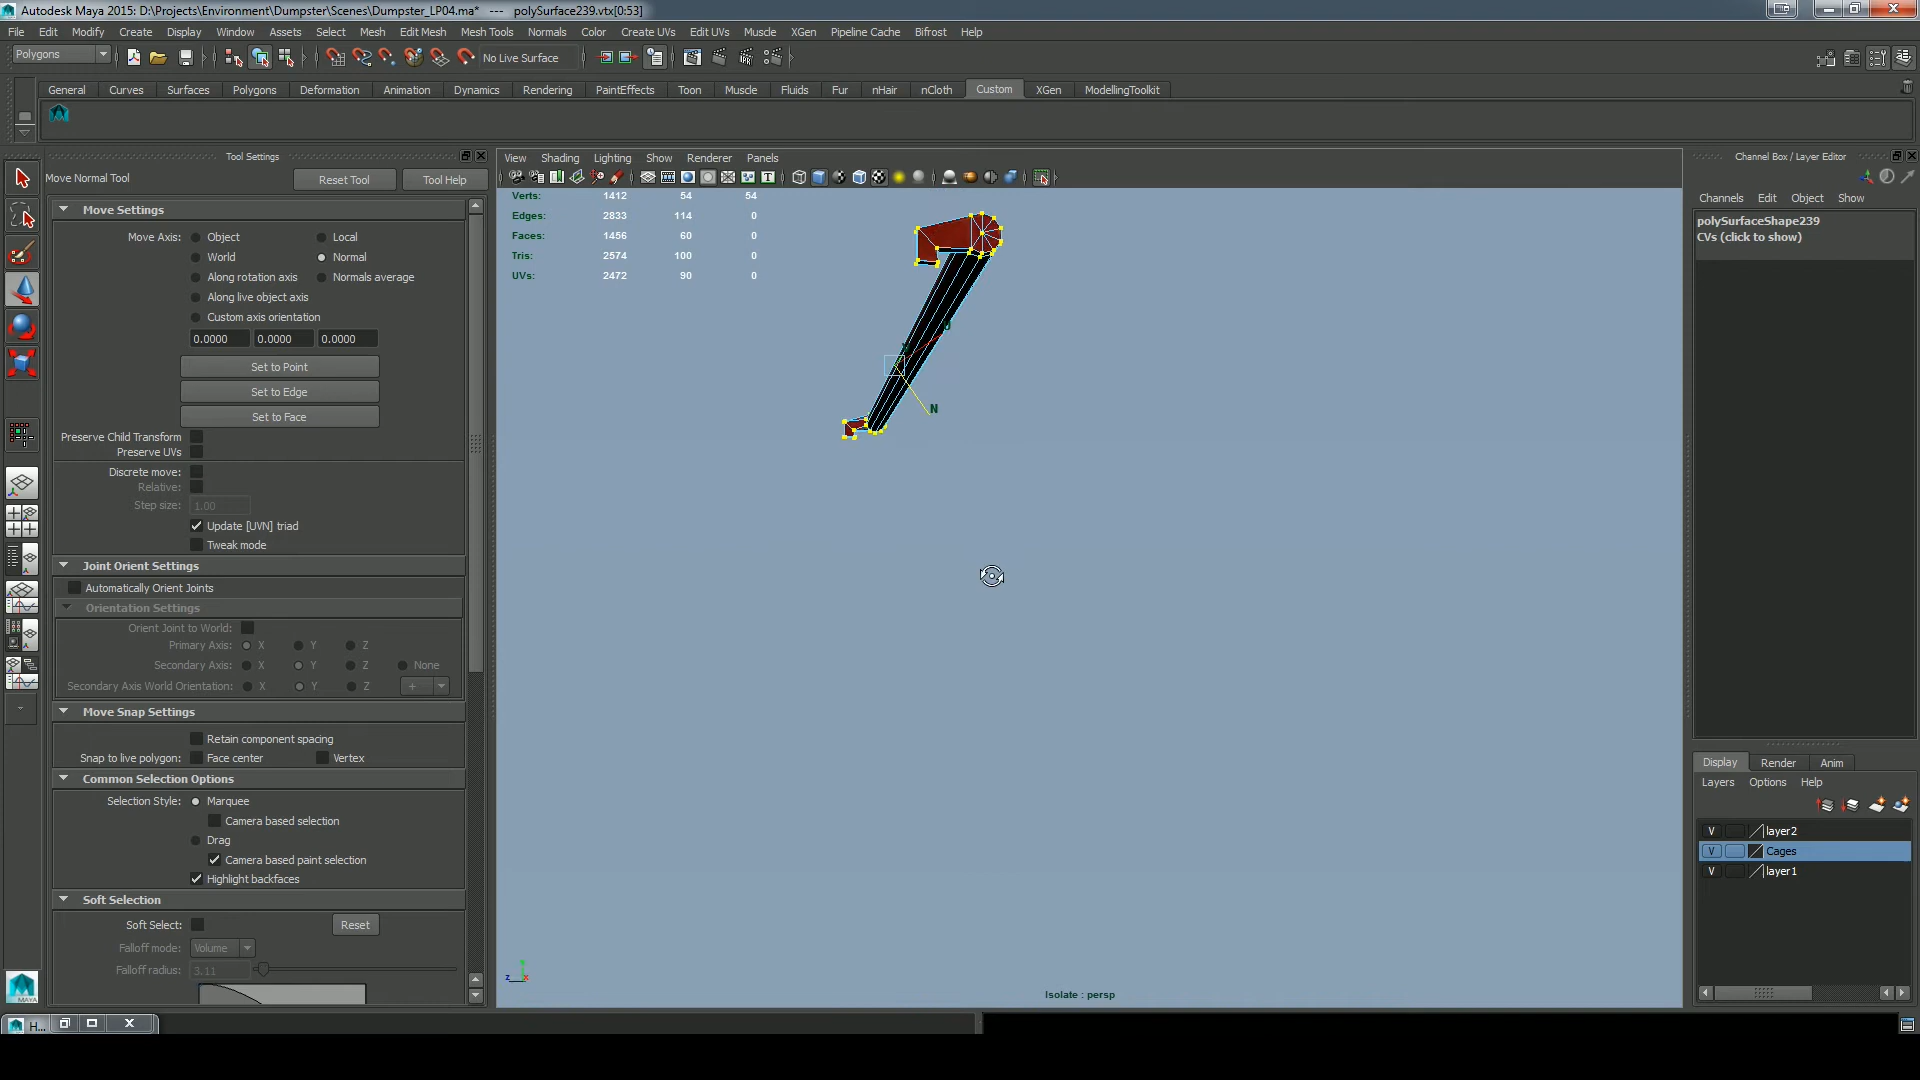 Autodesk Maya 2015: D:\Projects\Environment\Dumpster\Scenes\Dumpster_LP04.ma*   ---   polySurface239.vtx[0:53]
File Edit Modify Create Display Window Assets Select Mesh Edit Mesh Mesh Tools Normals Color Create UVs Edit UVs Muscle XGen Pipeline Cache Bifrost Help
Polygons No Live Surface
General Curves Surfaces Polygons Deformation Animation Dynamics Rendering PaintEffects Toon Muscle Fluids Fur nHair nCloth Custom XGen ModellingToolkit
Tool Settings
Move Normal Tool Reset Tool Tool Help
Move Settings
Move Axis: Object Local
World Normal
Along rotation axis Normals average
Along live object axis
Custom axis orientation
0.0000 0.0000 0.0000
Set to Point
Set to Edge
Set to Face
Preserve Child Transform
Preserve UVs
Discrete move:
Relative:
Step size: 1.00
Update [UVN] triad
Tweak mode
Joint Orient Settings
Automatically Orient Joints
Orientation Settings
Orient Joint to World:
Primary Axis: X Y Z
Secondary Axis: X Y Z None
Secondary Axis World Orientation: X Y Z +
Move Snap Settings
Retain component spacing
Snap to live polygon: Face center Vertex
Common Selection Options
Selection Style: Marquee
Camera based selection
Drag
Camera based paint selection
Highlight backfaces
Soft Selection
Soft Select: Reset
Falloff mode: Volume
Falloff radius: 3.11
MAYA
H...
View Shading Lighting Show Renderer Panels
Verts: 1412 54 54
Edges: 2833 114 0
Faces: 1456 60 0
Tris: 2574 100 0
UVs: 2472 90 0
N
z x
Isolate : persp
Channel Box / Layer Editor
Channels Edit Object Show
polySurfaceShape239
CVs (click to show)
Display Render Anim
Layers Options Help
V layer2
V Cages
V layer1